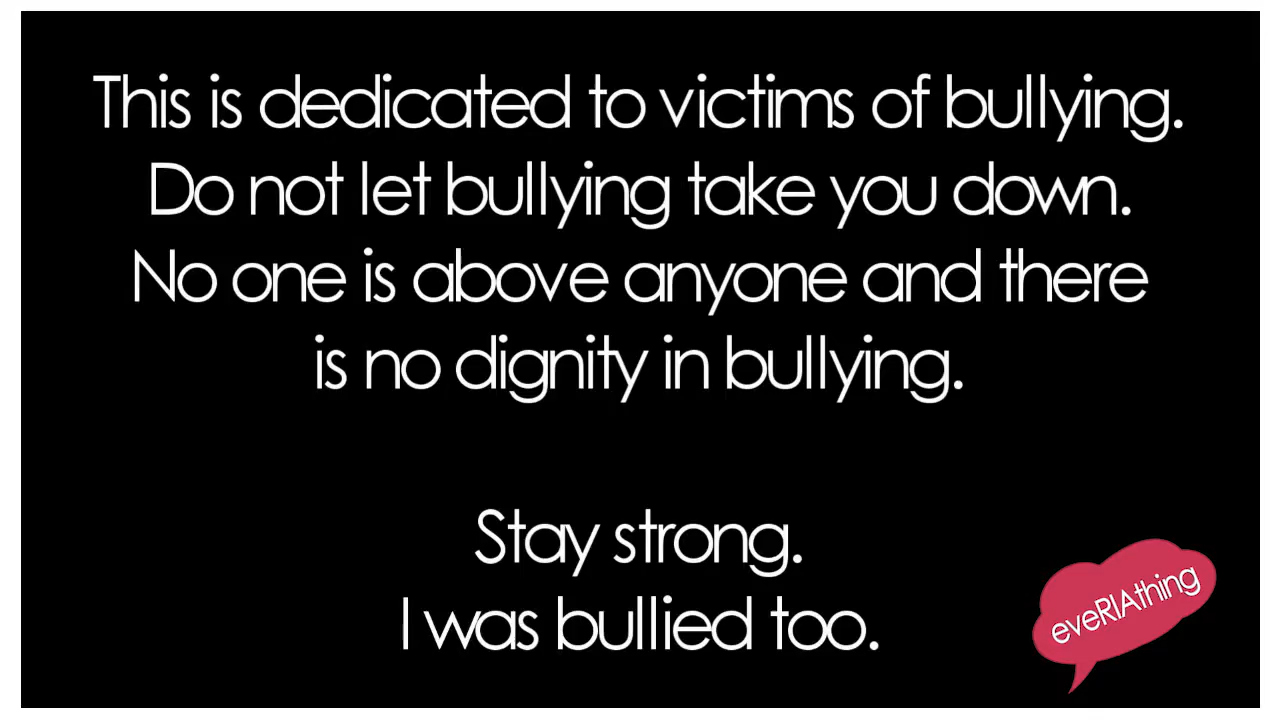 This is dedicated to victims of bullying.
Do not let bullying take you down.
No one is above anyone and there
is no dignity in bullying.
Stay strong.
I was bullied too.
eveRIAthing